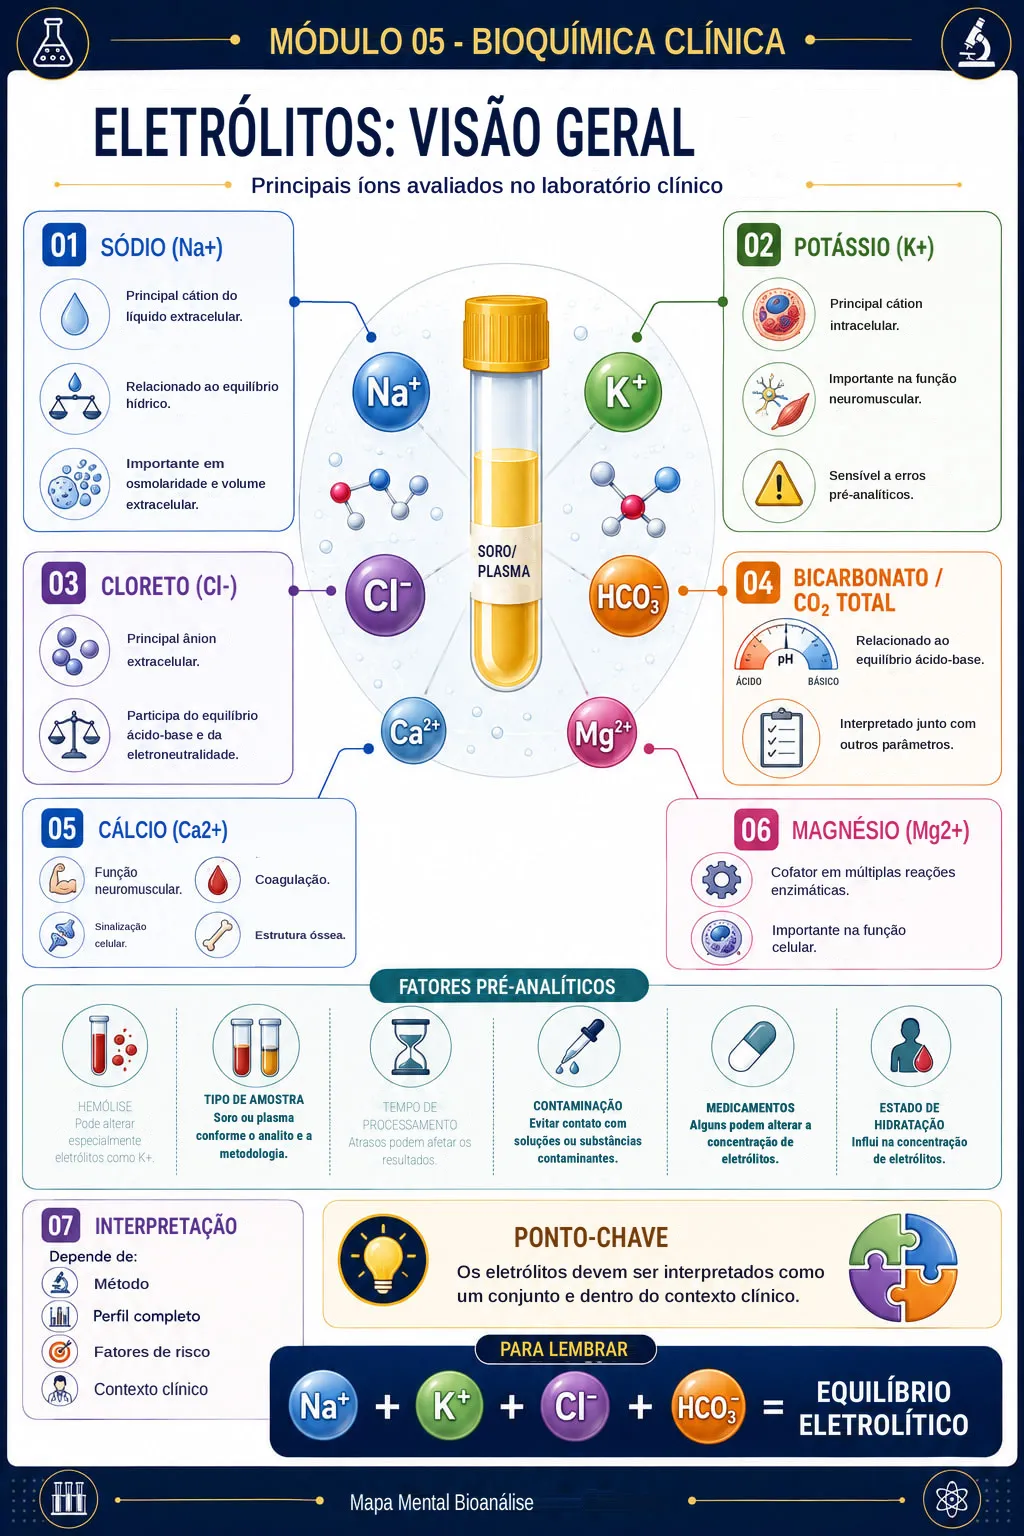 MÓDULO 05 - BIOQUÍMICA CLÍNICA
ELETRÓLITOS: VISÃO GERAL
Principais íons avaliados no laboratório clínico
01 SÓDIO (Na+)
Principal cátion do
líquido extracelular.
Relacionado ao equilíbrio
hídrico.
Importante em
osmolaridade e volume
extracelular.
02 POTÁSSIO (K+)
Principal cátion
intracelular.
Importante na função
neuromuscular.
Sensível a erros
pré-analíticos.
Na⁺
K⁺
SORO/
PLASMA
Cl⁻
HCO₃⁻
Ca²⁺
Mg²⁺
03 CLORETO (Cl-)
Principal ânion
extracelular.
Participa do equilíbrio
ácido-base e da
eletroneutralidade.
04 BICARBONATO /
CO₂ TOTAL
pH
ÁCIDO
BÁSICO
Relacionado ao
equilíbrio ácido-base.
Interpretado junto com
outros parâmetros.
05 CÁLCIO (Ca2+)
Função
neuromuscular.
Coagulação.
Sinalização
celular.
Estrutura óssea.
06 MAGNÉSIO (Mg2+)
Cofator em múltiplas reações
enzimáticas.
Importante na função
celular.
FATORES PRÉ-ANALÍTICOS
HEMÓLISE
Pode alterar
especialmente
eletrólitos como K+.
TIPO DE AMOSTRA
Soro ou plasma
conforme o analito e a
metodologia.
TEMPO DE
PROCESSAMENTO
Atrasos podem afetar os
resultados.
CONTAMINAÇÃO
Evitar contato com
soluções ou substâncias
contaminantes.
MEDICAMENTOS
Alguns podem alterar a
concentração de
eletrólitos.
ESTADO DE
HIDRATAÇÃO
Influi na concentração
de eletrólitos.
07 INTERPRETAÇÃO
Depende de:
Método
Perfil completo
Fatores de risco
Contexto clínico
PONTO-CHAVE
Os eletrólitos devem ser interpretados como
um conjunto e dentro do contexto clínico.
PARA LEMBRAR
Na⁺ + K⁺ + Cl⁻ + HCO₃⁻ = EQUILÍBRIO
ELETROLÍTICO
Mapa Mental Bioanálise